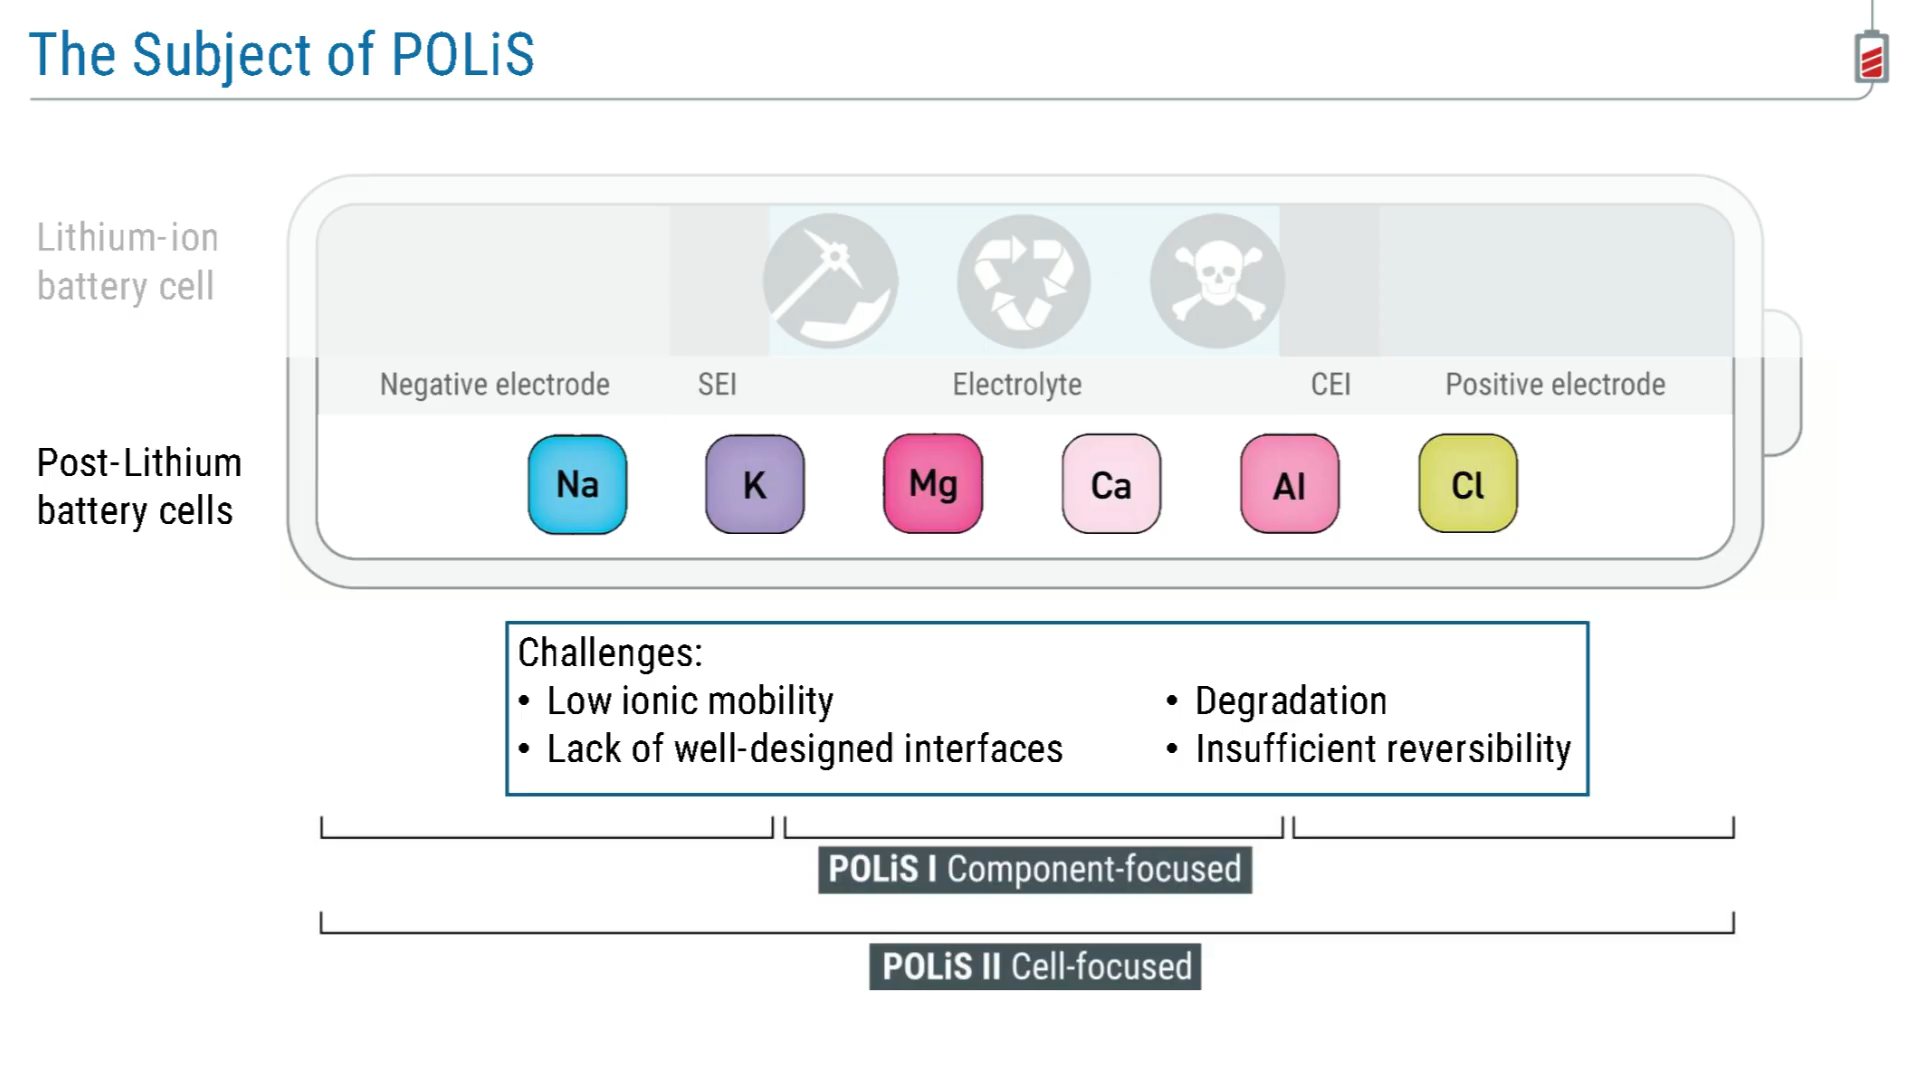 The Subject of POLiS
Lithium-ion
battery cell
Negative electrode SEI Electrolyte CEI Positive electrode
Post-Lithium
battery cells
Na K Mg Ca Al Cl
Challenges:
• Low ionic mobility
• Lack of well-designed interfaces
• Degradation
• Insufficient reversibility
POLiS I Component-focused
POLiS II Cell-focused